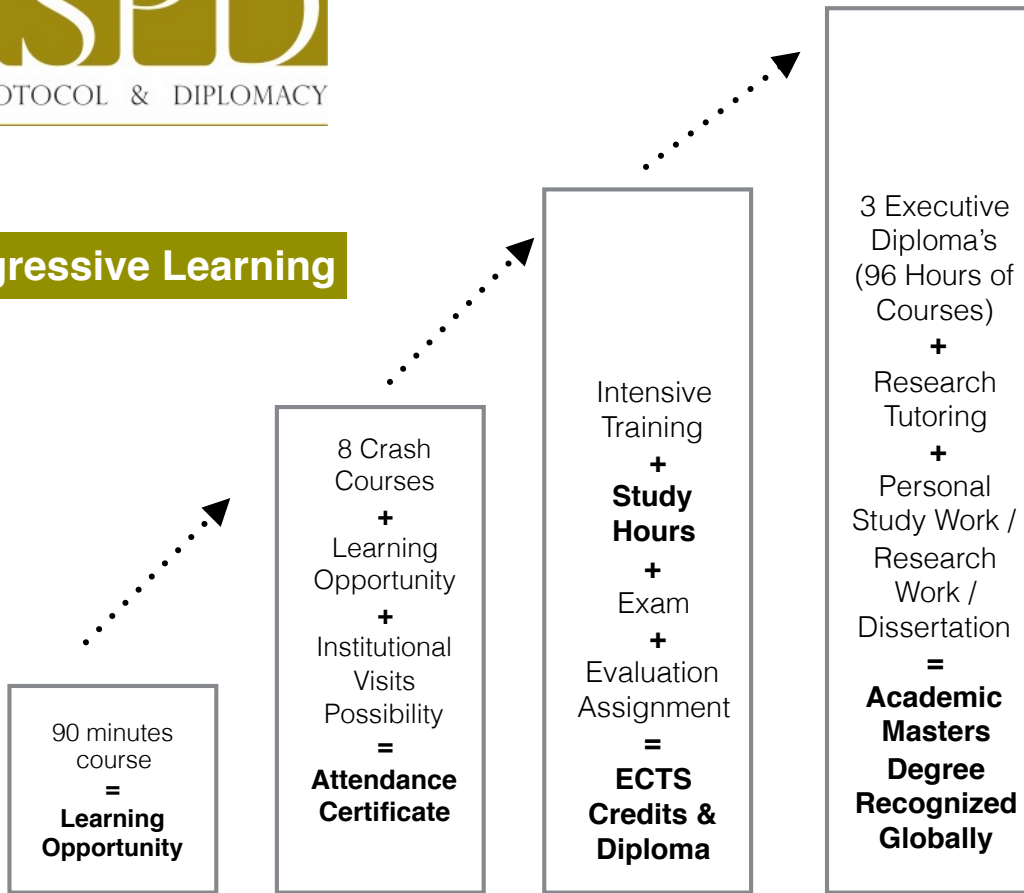 SPD
OTOCOL & DIPLOMACY
gressive Learning
90 minutes
course
=
Learning
Opportunity
8 Crash
Courses
+
Learning
Opportunity
+
Institutional
Visits
Possibility
=
Attendance
Certificate
Intensive
Training
+
Study
Hours
+
Exam
+
Evaluation
Assignment
=
ECTS
Credits &
Diploma
3 Executive
Diploma’s
(96 Hours of
Courses)
+
Research
Tutoring
+
Personal
Study Work /
Research
Work /
Dissertation
=
Academic
Masters
Degree
Recognized
Globally